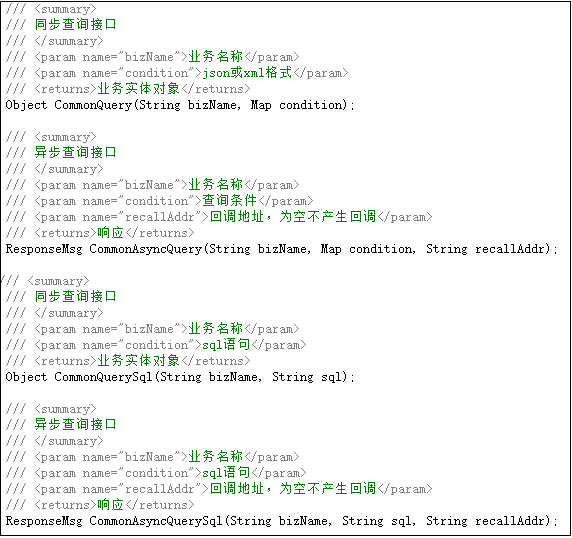 /// <summary>
/// 同步查询接口
/// </summary>
/// <param name="bizName">业务名称</param>
/// <param name="condition">json或xml格式</param>
/// <returns>业务实体对象</returns>
Object CommonQuery(String bizName, Map condition);
/// <summary>
/// 异步查询接口
/// </summary>
/// <param name="bizName">业务名称</param>
/// <param name="condition">查询条件</param>
/// <param name="recallAddr">回调地址，为空不产生回调</param>
/// <returns>响应</returns>
ResponseMsg CommonAsyncQuery(String bizName, Map condition, String recallAddr);
/// <summary>
/// 同步查询接口
/// </summary>
/// <param name="bizName">业务名称</param>
/// <param name="condition">sql语句</param>
/// <returns>业务实体对象</returns>
Object CommonQuerySql(String bizName, String sql);
/// <summary>
/// 异步查询接口
/// </summary>
/// <param name="bizName">业务名称</param>
/// <param name="condition">sql语句</param>
/// <param name="recallAddr">回调地址，为空不产生回调</param>
/// <returns>响应</returns>
ResponseMsg CommonAsyncQuerySql(String bizName, String sql, String recallAddr);